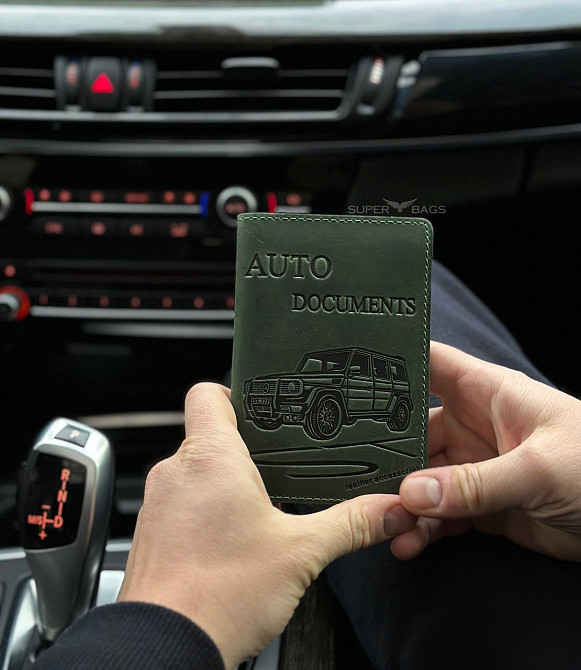 SUPER BAGS
AUTO
DOCUMENTS
leather accessories
P
R
N
D
M/S
+